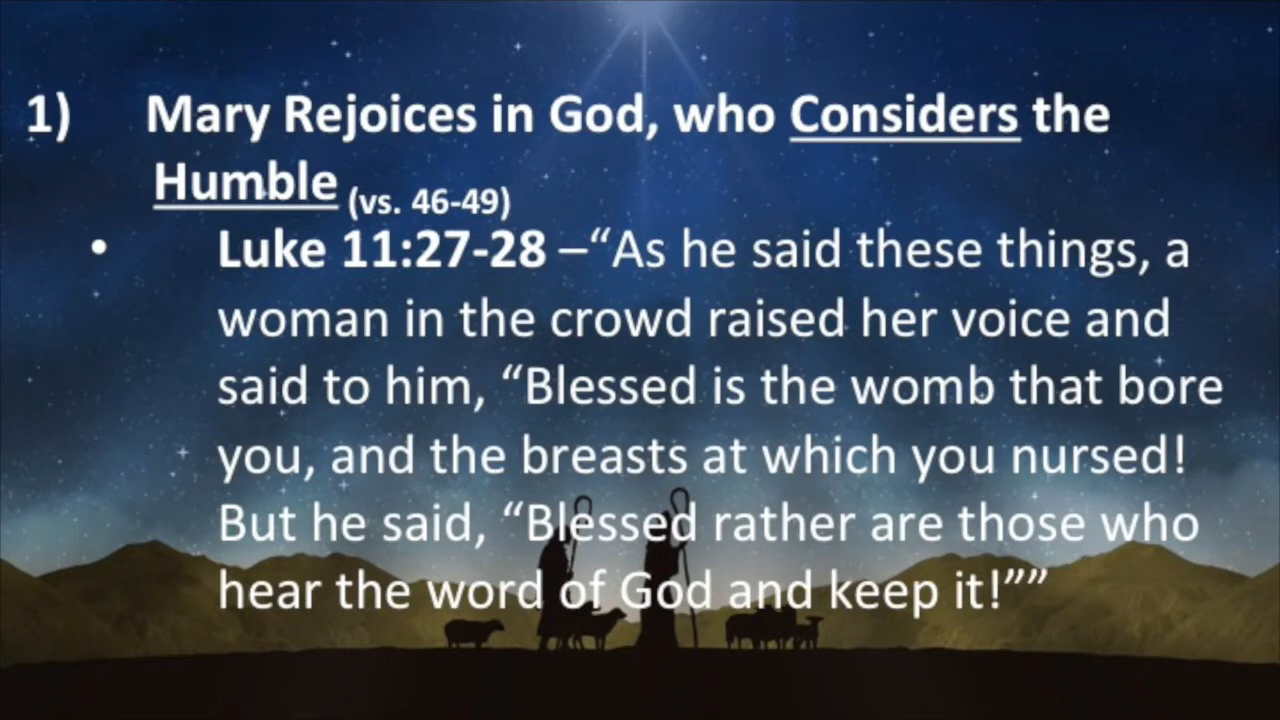 1) Mary Rejoices in God, who Considers the
Humble (vs. 46-49)
• Luke 11:27-28 –“As he said these things, a
woman in the crowd raised her voice and
said to him, “Blessed is the womb that bore
you, and the breasts at which you nursed!
But he said, “Blessed rather are those who
hear the word of God and keep it!””